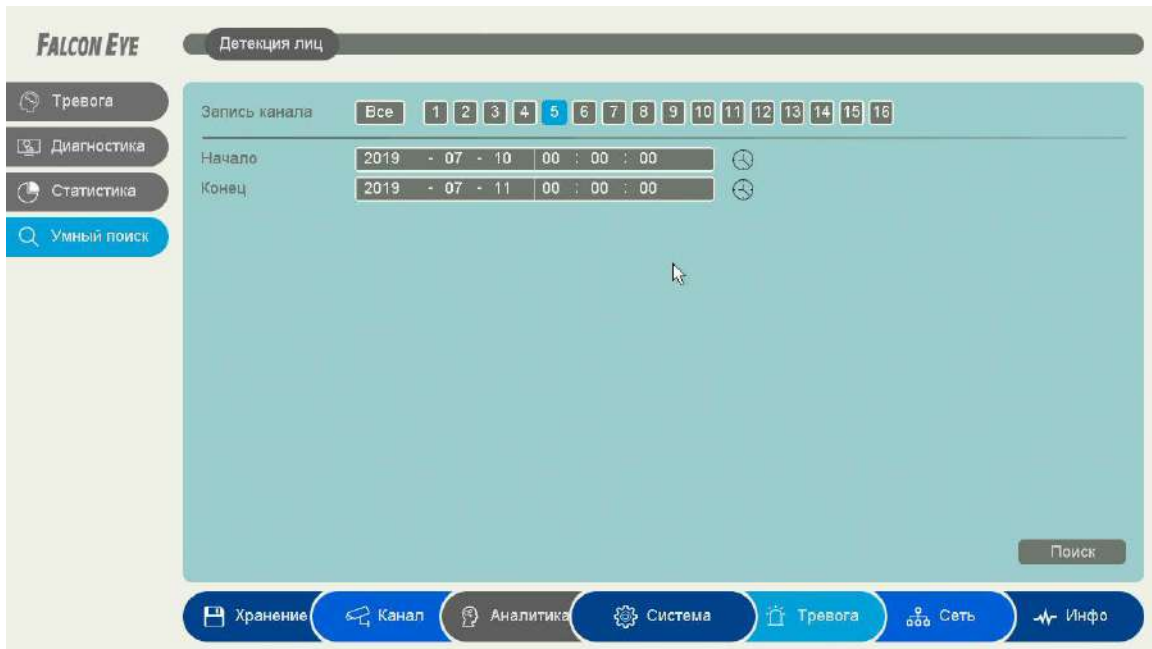 FALCON EYE
Детекция лиц
Тревога
Диагностика
Статистика
Умный поиск
Запись канала Все 1 2 3 4 5 6 7 8 9 10 11 12 13 14 15 16
Начало 2019 - 07 - 10 00 : 00 : 00
Конец 2019 - 07 - 11 00 : 00 : 00
Поиск
Хранение Канал Аналитика Система Тревога Сеть Инфо